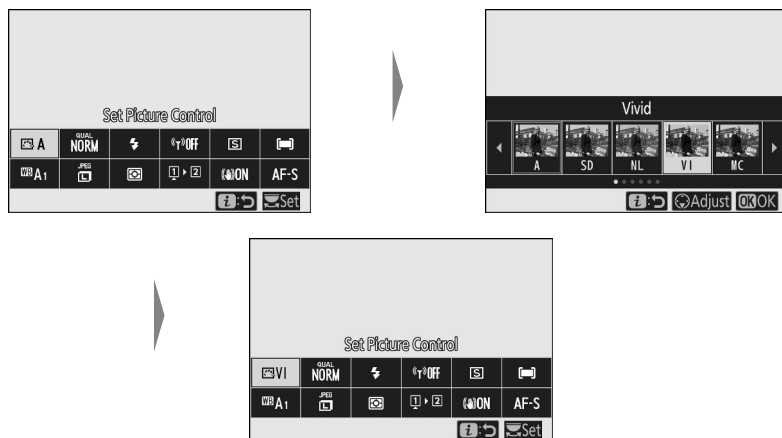 Set Picture Control
A QUAL NORM OFF S
WB A1 JPEG L 1 2 ON AF-S
i: Set
Vivid
A SD NL VI MC
i: Adjust OK OK
Set Picture Control
VI QUAL NORM OFF S
WB A1 JPEG L 1 2 ON AF-S
i: Set